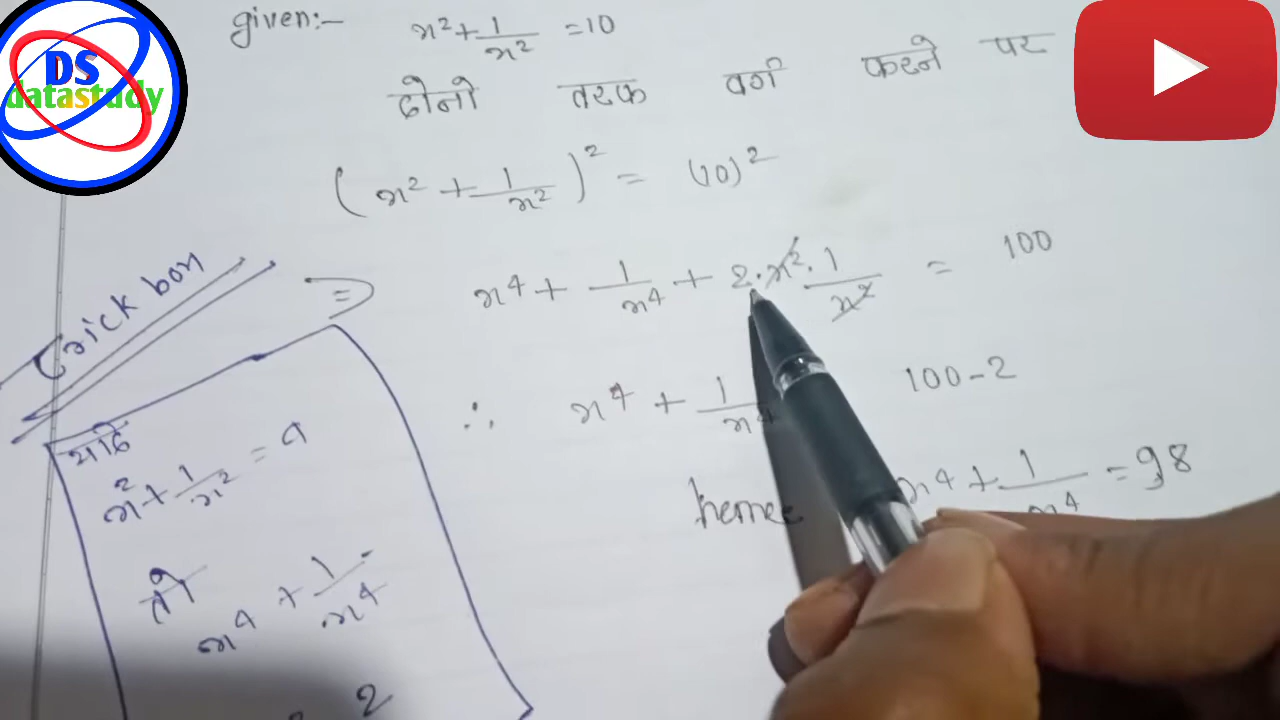 DS
datastudy
given:- x² + 1/x² = 10
दोनो तरफ वर्ग करने पर
(x² + 1/x²)² = (10)²
x⁴ + 1/x⁴ + 2·x²·1/x² = 100
∴ x⁴ + 1/x⁴ 100-2
hence x⁴ + 1/x⁴ = 98
Trick box
यदि
x² + 1/x² = a
तो
x⁴ + 1/x⁴
2